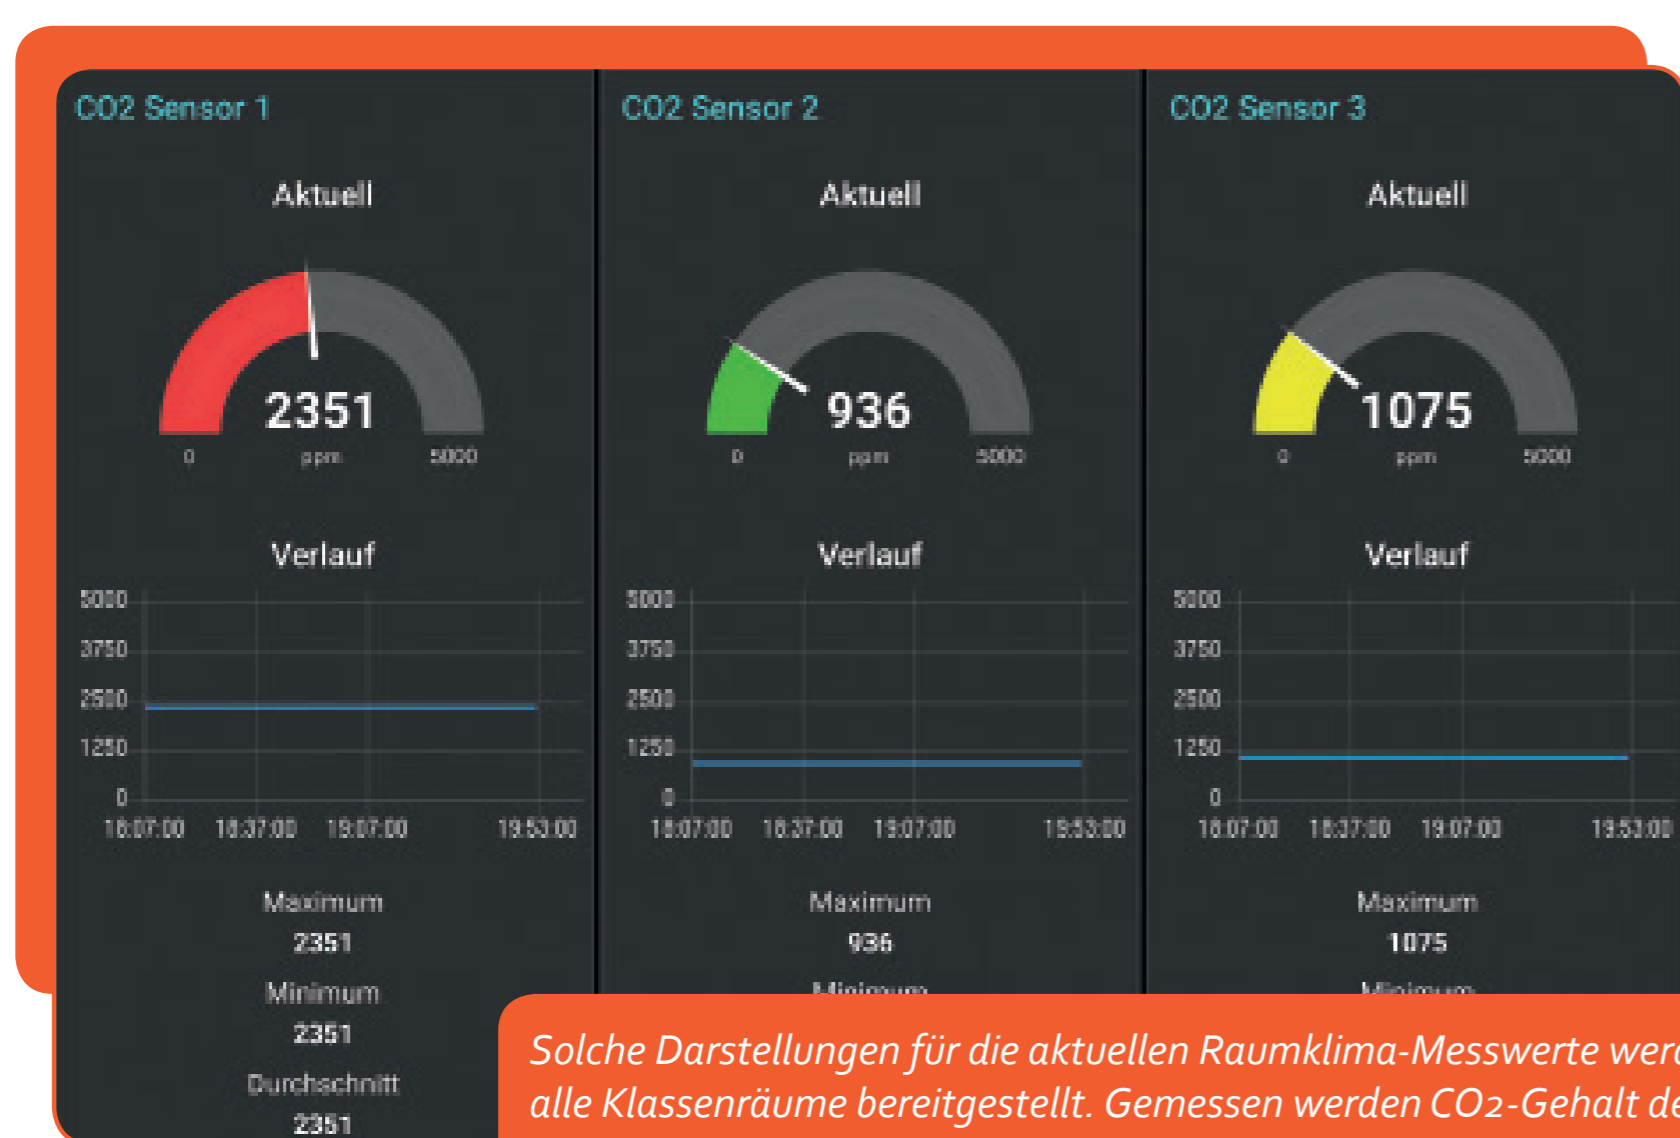 CO2 Sensor 1
Aktuell
2351
0 ppm 5000
Verlauf
5000
3750
2500
1250
0
18:07:00 18:37:00 19:07:00 19:53:00
Maximum
2351
Minimum
2351
Durchschnitt
2351
CO2 Sensor 2
Aktuell
936
0 ppm 5000
Verlauf
5000
3750
2500
1250
0
18:07:00 18:37:00 19:07:00 19:53:00
Maximum
936
Minimum
CO2 Sensor 3
Aktuell
1075
0 ppm 5000
Verlauf
5000
3750
2500
1250
0
18:07:00 18:37:00 19:07:00 19:53:00
Maximum
1075
Minimum
Solche Darstellungen für die aktuellen Raumklima-Messwerte werd
alle Klassenräume bereitgestellt. Gemessen werden CO2-Gehalt de